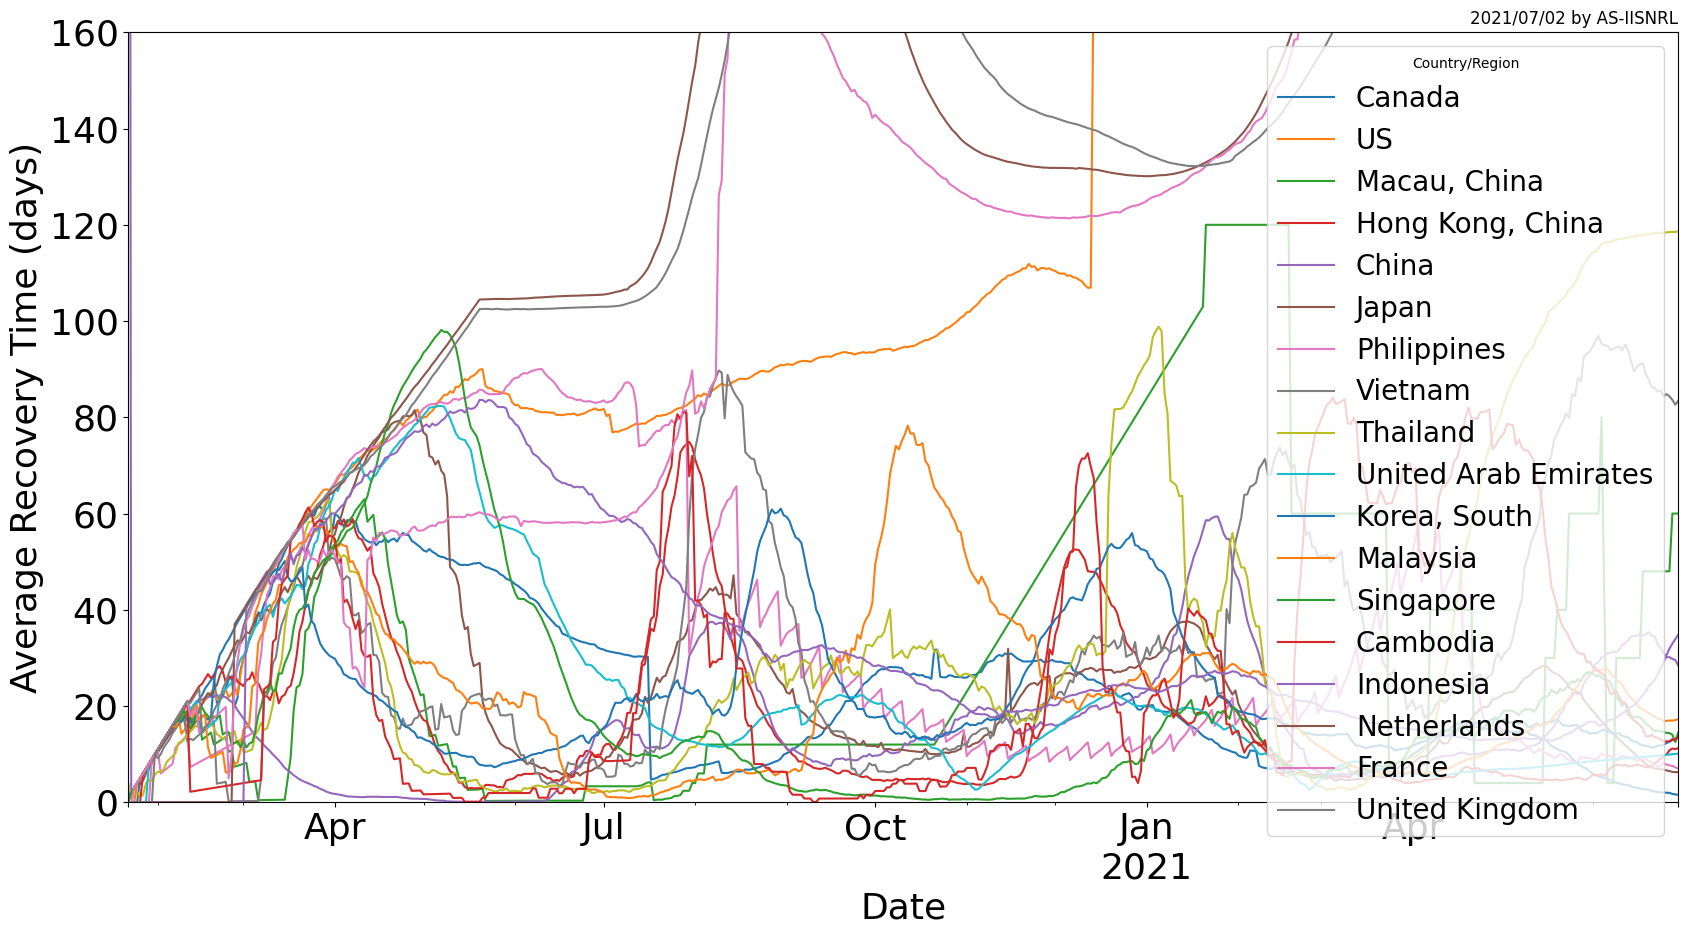 2021/07/02 by AS-IISNRL
Average Recovery Time (days)
160
140
120
100
80
60
40
20
0
Country/Region
Canada
US
Macau, China
Hong Kong, China
China
Japan
Philippines
Vietnam
Thailand
United Arab Emirates
Korea, South
Malaysia
Singapore
Cambodia
Indonesia
Netherlands
France
United Kingdom
Apr Jul Oct Jan Apr
2021
Date